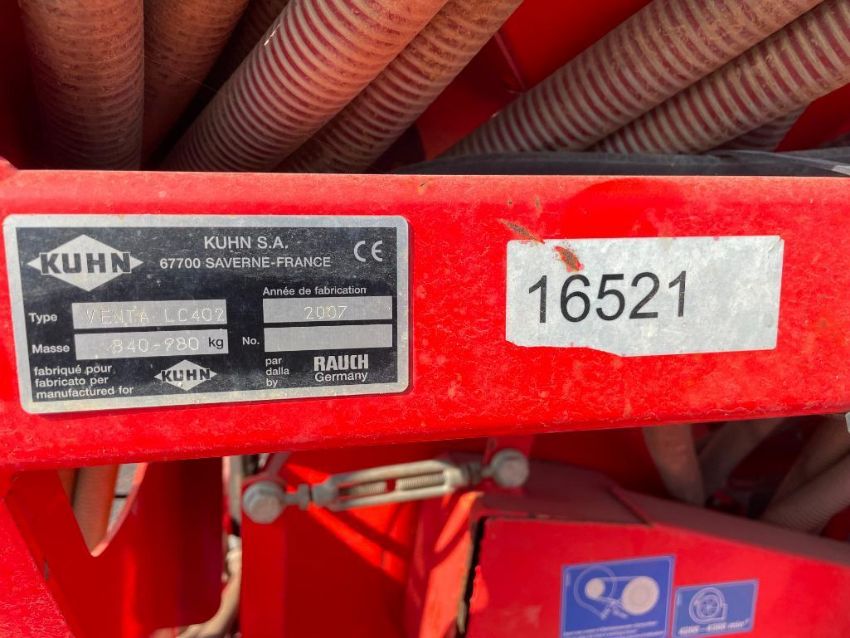 KUHN
KUHN S.A.
67700 SAVERNE-FRANCE
CE
Type VENTA LC402
Année de fabrication
2007
Masse 840-980 kg
No.
fabriqué pour
fabricato per
manufactured for
KUHN
par
dalla
by
RAUCH
Germany
16521